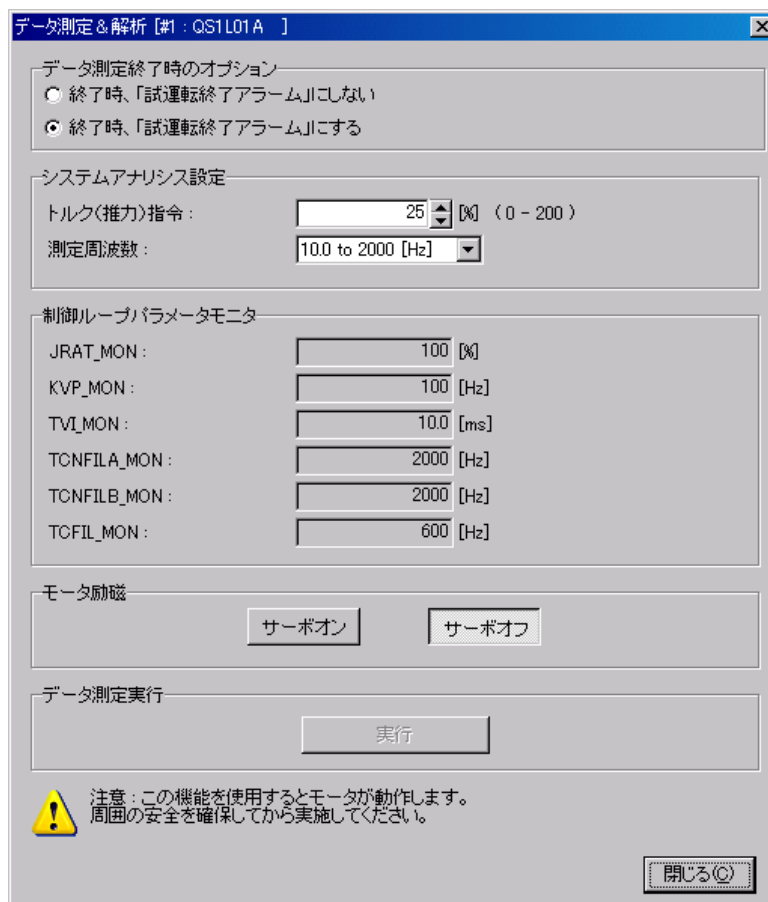 データ測定&解析 [#1 : QS1L01A ]
データ測定終了時のオプション
終了時、「試運転終了アラーム」にしない
終了時、「試運転終了アラーム」にする
システムアナリシス設定
トルク(推力)指令 : 25 [%] ( 0 - 200 )
測定周波数 : 10.0 to 2000 [Hz]
制御ループパラメータモニタ
JRAT_MON : 100 [%]
KVP_MON : 100 [Hz]
TVI_MON : 10.0 [ms]
TCNFILA_MON : 2000 [Hz]
TCNFILB_MON : 2000 [Hz]
TCFIL_MON : 600 [Hz]
モータ励磁
サーボオン サーボオフ
データ測定実行
実行
注意 : この機能を使用するとモータが動作します。
周囲の安全を確保してから実施してください。
閉じる(C)